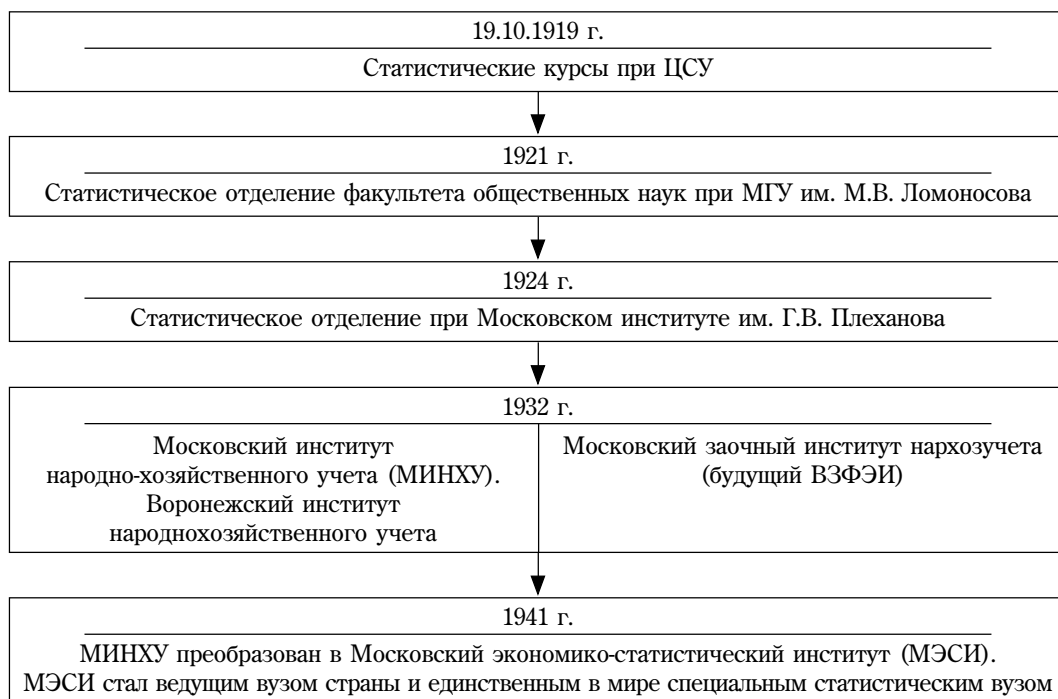 19.10.1919 г.
Статистические курсы при ЦСУ
1921 г.
Статистическое отделение факультета общественных наук при МГУ им. М.В. Ломоносова
1924 г.
Статистическое отделение при Московском институте им. Г.В. Плеханова
1932 г.
Московский институт
народно-хозяйственного учета (МИНХУ).
Воронежский институт
народнохозяйственного учета
Московский заочный институт нархозучета
(будущий ВЗФЭИ)
1941 г.
МИНХУ преобразован в Московский экономико-статистический институт (МЭСИ).
МЭСИ стал ведущим вузом страны и единственным в мире специальным статистическим вузом